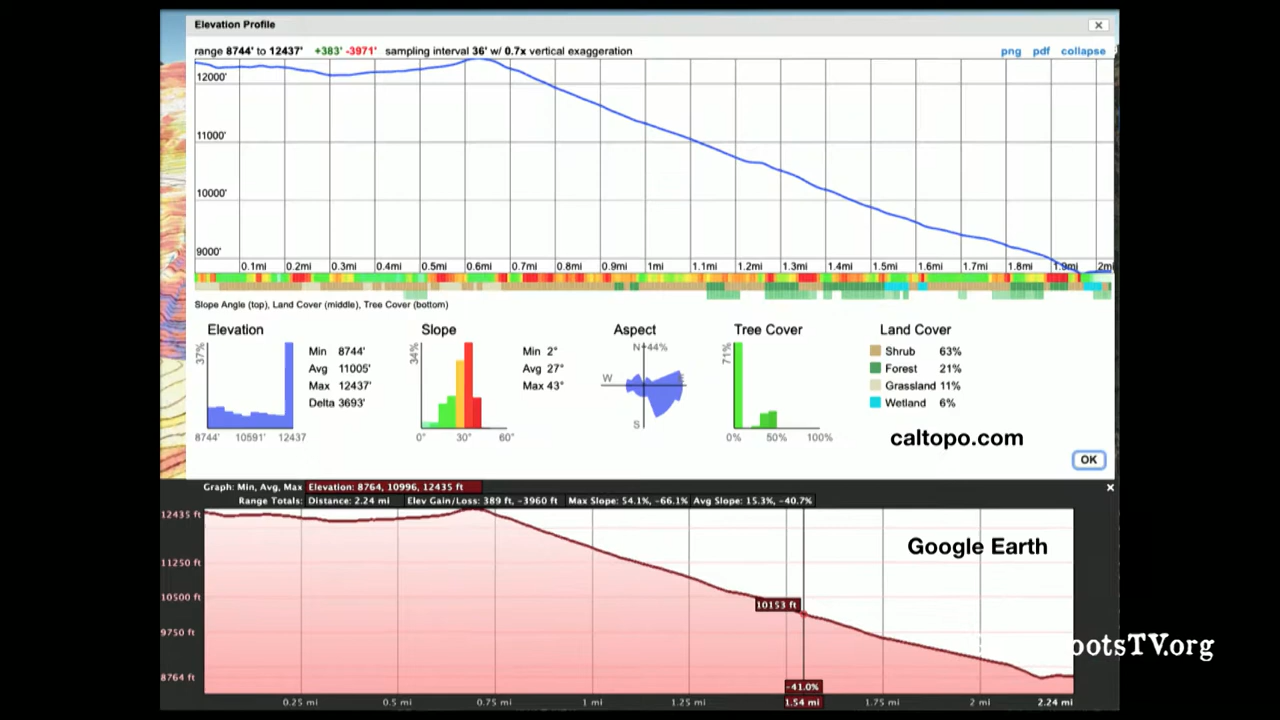 Elevation Profile
range 8744' to 12437' +383' -3971' sampling interval 36' w/ 0.7x vertical exaggeration png pdf collapse
12000'
11000'
10000'
9000'
0.1mi 0.2mi 0.3mi 0.4mi 0.5mi 0.6mi 0.7mi 0.8mi 0.9mi 1mi 1.1mi 1.2mi 1.3mi 1.4mi 1.5mi 1.6mi 1.7mi 1.8mi 1.9mi 2mi
Slope Angle (top), Land Cover (middle), Tree Cover (bottom)
Elevation
37%
Min 8744'
Avg 11005'
Max 12437'
Delta 3693'
8744' 10591' 12437
Slope
34%
Min 2°
Avg 27°
Max 43°
0° 30° 60°
Aspect
N 44%
W E
S
Tree Cover
71%
0% 50% 100%
Land Cover
Shrub 63%
Forest 21%
Grassland 11%
Wetland 6%
caltopo.com
OK
Graph: Min, Avg, Max Elevation: 8764, 10996, 12435 ft
Range Totals: Distance: 2.24 mi Elev Gain/Loss: 389 ft, -3960 ft Max Slope: 54.1%, -66.1% Avg Slope: 15.3%, -40.7%
12435 ft
Google Earth
11250 ft
10500 ft
10153 ft
9750 ft
ootsTV.org
8764 ft
-41.0%
0.25 mi 0.5 mi 0.75 mi 1 mi 1.25 mi 1.54 mi 1.75 mi 2 mi 2.24 mi